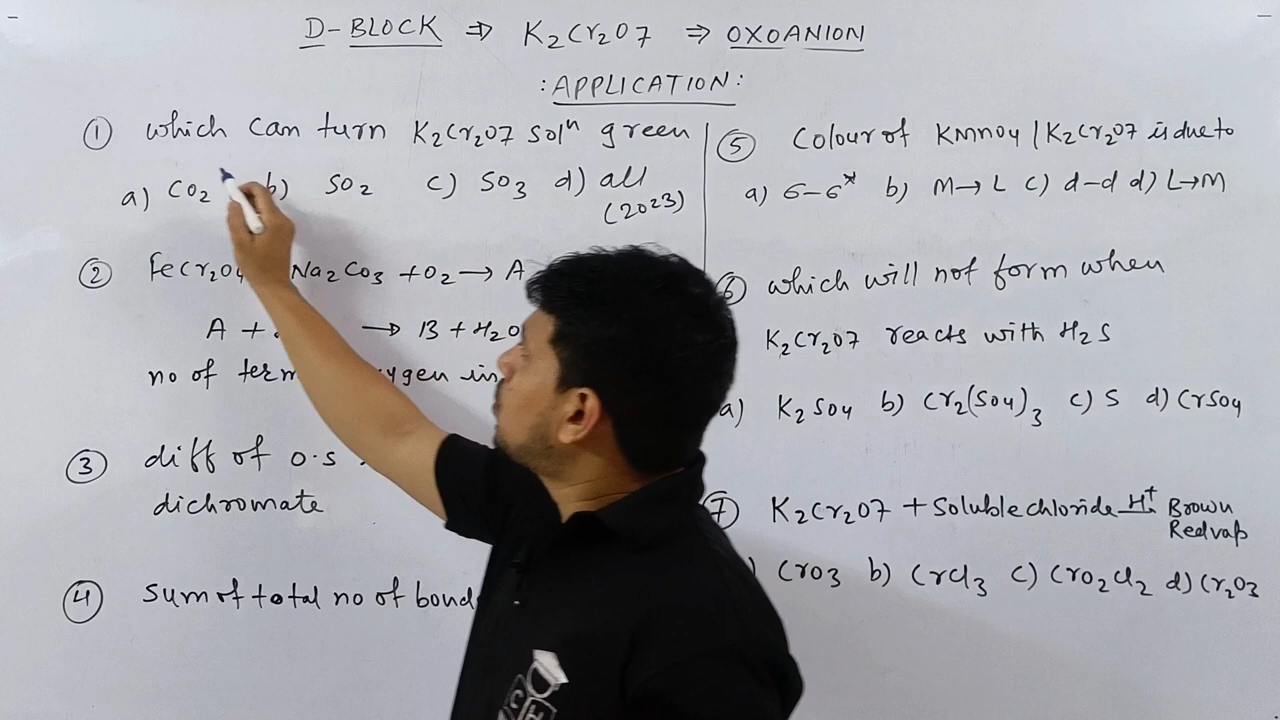 D-BLOCK ⇒ K2Cr2O7 ⇒ OXOANION
:APPLICATION:
① which can turn K2Cr2O7 Solⁿ green
a) CO2 b) SO2 c) SO3 d) all
(2023)
② FeCr2O4 Na2CO3 + O2 → A
A + → B + H2O
no of oxygen in
③ diff of O.S
dichromate
④ Sum of total no of bond
⑤ Colour of KMnO4 / K2Cr2O7 is due to
a) б-б* b) M→L c) d-d d) L→M
⑥ which will not form when
K2Cr2O7 reacts with H2S
a) K2SO4 b) Cr2(SO4)3 c) S d) CrSO4
⑦ K2Cr2O7 + Soluble chloride H⁺→ Brown
Red vap
) CrO3 b) CrCl3 c) CrO2Cl2 d) Cr2O3
C H